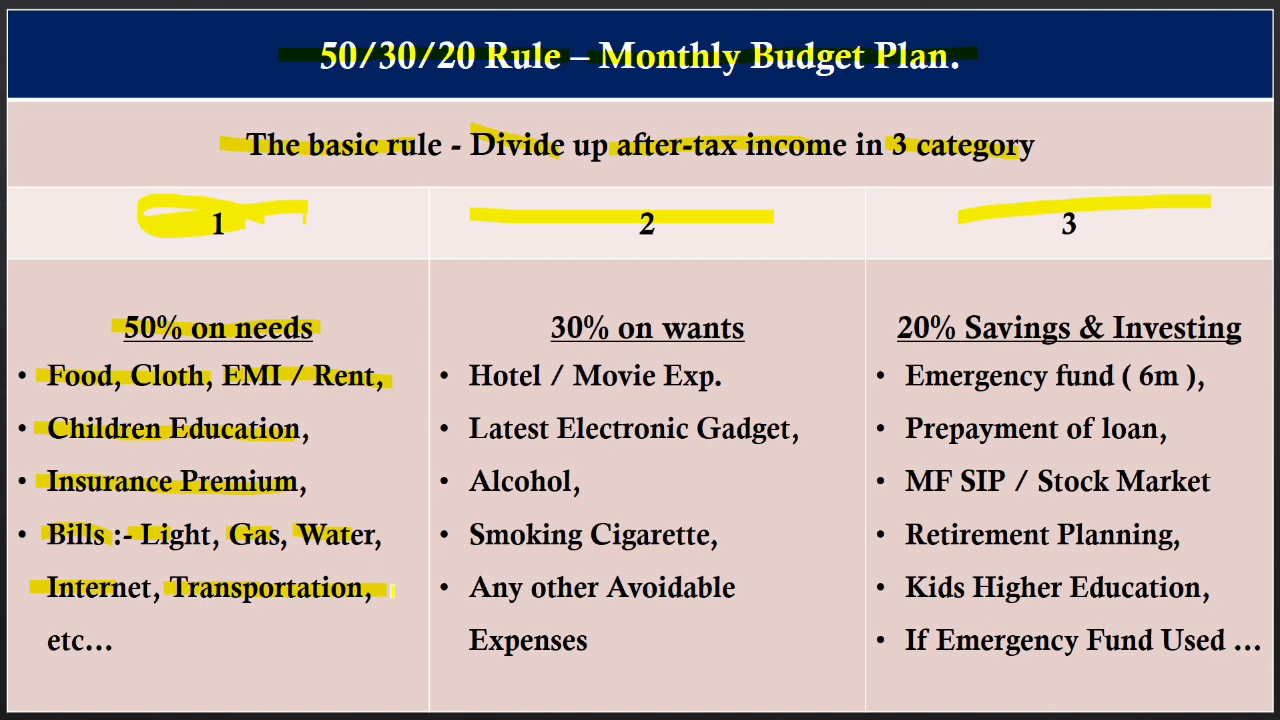 50/30/20 Rule – Monthly Budget Plan.
The basic rule - Divide up after-tax income in 3 category
1
2
3
50% on needs
• Food, Cloth, EMI / Rent,
• Children Education,
• Insurance Premium,
• Bills :- Light, Gas, Water,
Internet, Transportation,
etc…
30% on wants
• Hotel / Movie Exp.
• Latest Electronic Gadget,
• Alcohol,
• Smoking Cigarette,
• Any other Avoidable
Expenses
20% Savings & Investing
• Emergency fund ( 6m ),
• Prepayment of loan,
• MF SIP / Stock Market
• Retirement Planning,
• Kids Higher Education,
• If Emergency Fund Used …